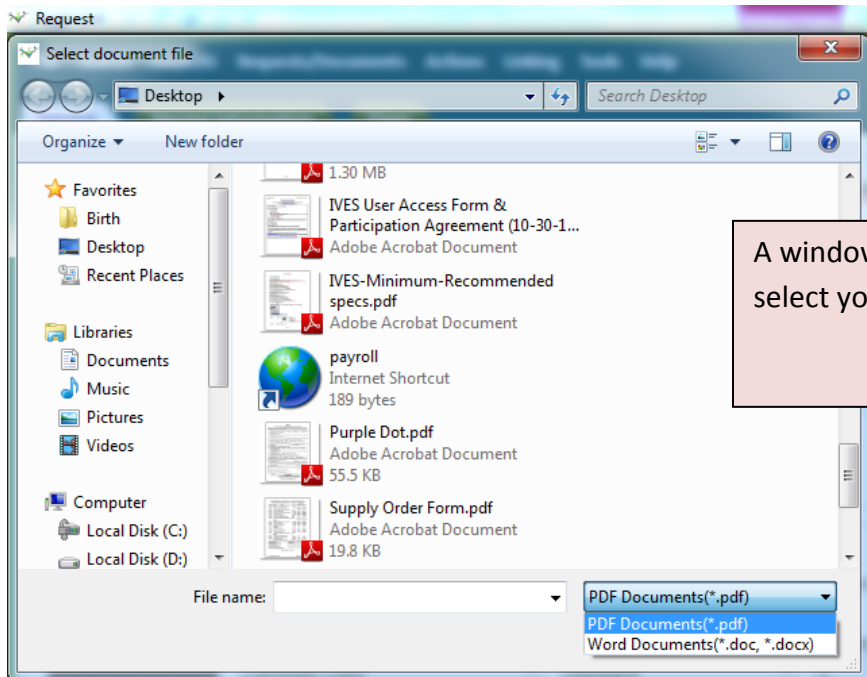 Request
Select document file
Desktop
Search Desktop
Organize
New folder
Favorites
Birth
Desktop
Recent Places
Libraries
Documents
Music
Pictures
Videos
Computer
Local Disk (C:)
Local Disk (D:)
1.30 MB
IVES User Access Form &
Participation Agreement (10-30-1...
Adobe Acrobat Document
IVES-Minimum-Recommended
specs.pdf
Adobe Acrobat Document
payroll
Internet Shortcut
189 bytes
Purple Dot.pdf
Adobe Acrobat Document
55.5 KB
Supply Order Form.pdf
Adobe Acrobat Document
19.8 KB
A window
select yo
File name:
PDF Documents(*.pdf)
PDF Documents(*.pdf)
Word Documents(*.doc, *.docx)